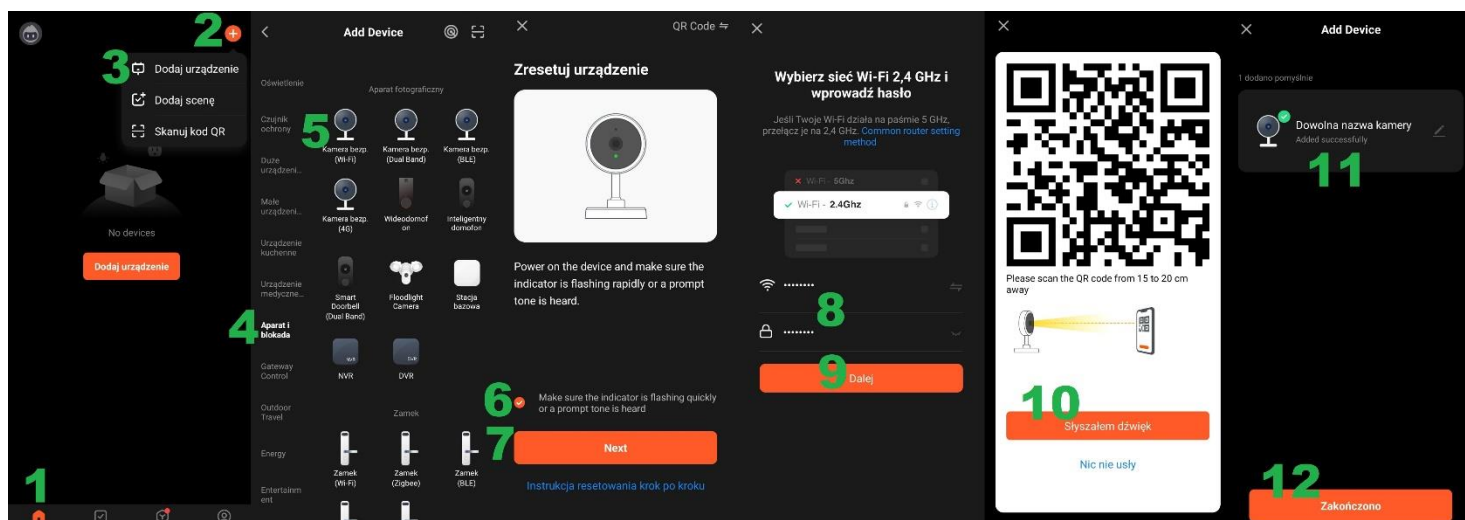 2
3
Dodaj urządzenie
Dodaj scenę
Skanuj kod QR
No devices
Dodaj urządzenie
1
Add Device
Oświetlenie
Czujnik
ochrony
Duże
urządzeni...
Małe
urządzeni...
Urządzenie
kuchenne
Urządzenie
medyczne...
4
Aparat i
blokada
Gateway
Control
Outdoor
Travel
Energy
Entertainm
ent
Aparat fotograficzny
5
Kamera bezp.
(Wi-Fi)
Kamera bezp.
(Dual Band)
Kamera bezp.
(BLE)
Kamera bezp.
(4G)
Wideodomof
on
Inteligentny
domofon
Smart
Doorbell
(Dual Band)
Floodlight
Camera
Stacja
bazowa
NVR
DVR
NVR
DVR
Zamek
Zamek
(Wi-Fi)
Zamek
(Zigbee)
Zamek
(BLE)
QR Code
Zresetuj urządzenie
Power on the device and make sure the
indicator is flashing rapidly or a prompt
tone is heard.
6
Make sure the indicator is flashing quickly
or a prompt tone is heard
7
Next
Instrukcja resetowania krok po kroku
Wybierz sieć Wi-Fi 2,4 GHz i
wprowadź hasło
Jeśli Twoje Wi-Fi działa na paśmie 5 GHz,
przełącz je na 2,4 GHz. Common router setting
method
Wi-Fi - 5Ghz
Wi-Fi - 2.4Ghz
8
9
Dalej
Please scan the QR code from 15 to 20 cm
away
10
Słyszałem dźwięk
Nic nie usły
Add Device
1 dodano pomyślnie
Dowolna nazwa kamery
Added successfully
11
12
Zakończono